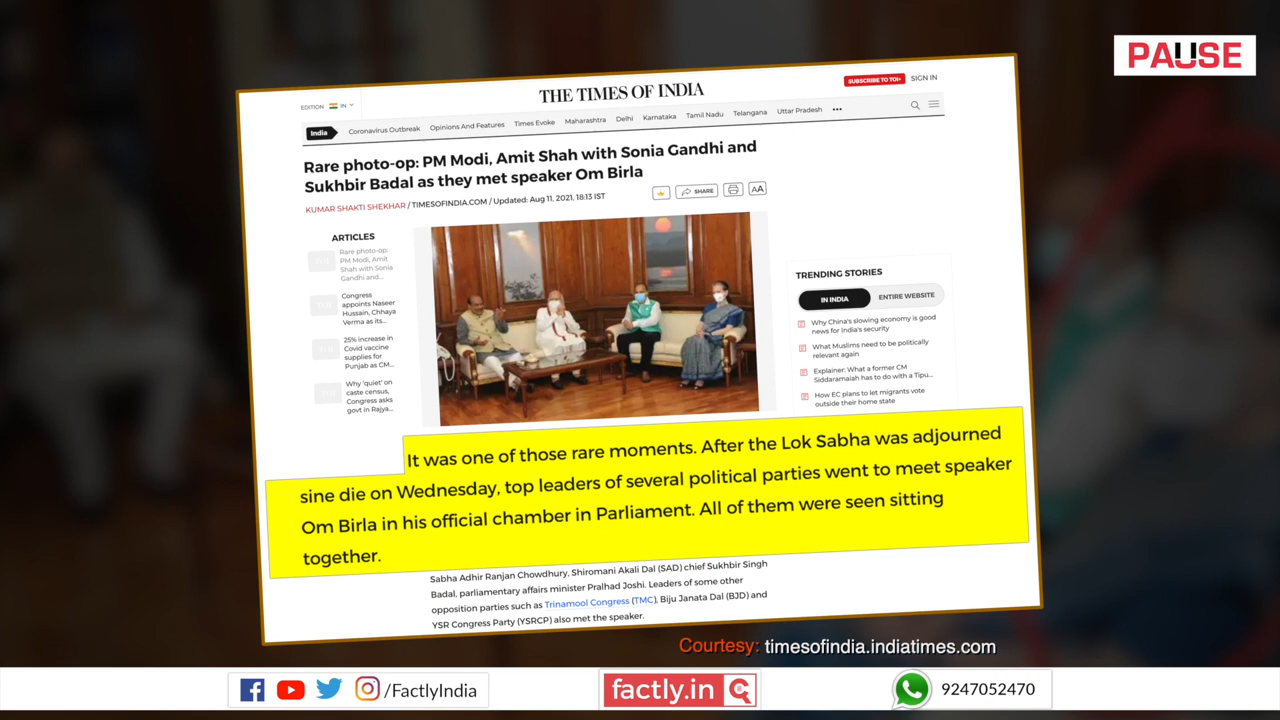 PAUSE
EDITION IN
THE TIMES OF INDIA
SUBSCRIBE TO TOI+ SIGN IN
India Coronavirus Outbreak Opinions And Features Times Evoke Maharashtra Delhi Karnataka Tamil Nadu Telangana Uttar Pradesh •••
Rare photo-op: PM Modi, Amit Shah with Sonia Gandhi and
Sukhbir Badal as they met speaker Om Birla
KUMAR SHAKTI SHEKHAR / TIMESOFINDIA.COM / Updated: Aug 11, 2021, 18:13 IST
SHARE AA
ARTICLES
Rare photo-op:
PM Modi, Amit
Shah with Sonia
Gandhi and...
Congress
appoints Naseer
Hussain, Chhaya
Verma as its...
25% increase in
Covid vaccine
supplies for
Punjab as CM...
Why 'quiet' on
caste census,
Congress asks
govt in Rajya...
TRENDING STORIES
IN INDIA ENTIRE WEBSITE
Why China's slowing economy is good
news for India's security
What Muslims need to be politically
relevant again
Explainer: What a former CM
Siddaramaiah has to do with a Tipu...
How EC plans to let migrants vote
outside their home state
It was one of those rare moments. After the Lok Sabha was adjourned
sine die on Wednesday, top leaders of several political parties went to meet speaker
Om Birla in his official chamber in Parliament. All of them were seen sitting
together.
Sabha Adhir Ranjan Chowdhury, Shiromani Akali Dal (SAD) chief Sukhbir Singh
Badal, parliamentary affairs minister Pralhad Joshi. Leaders of some other
opposition parties such as Trinamool Congress (TMC), Biju Janata Dal (BJD) and
YSR Congress Party (YSRCP) also met the speaker.
Courtesy: timesofindia.indiatimes.com
/FactlyIndia
factly.in
9247052470